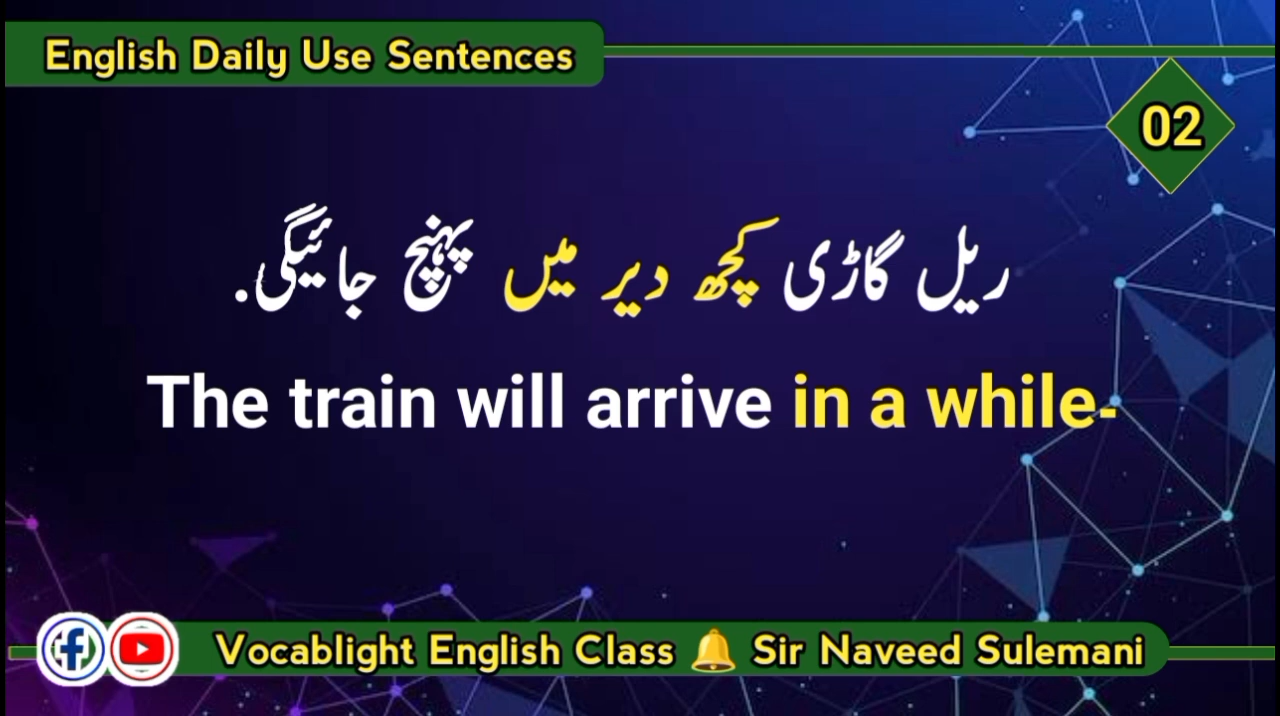 English Daily Use Sentences
02
ریل گاڑی کچھ دیر میں پہنچ جائیگی.
The train will arrive in a while-
Vocablight English Class 🔔 Sir Naveed Sulemani